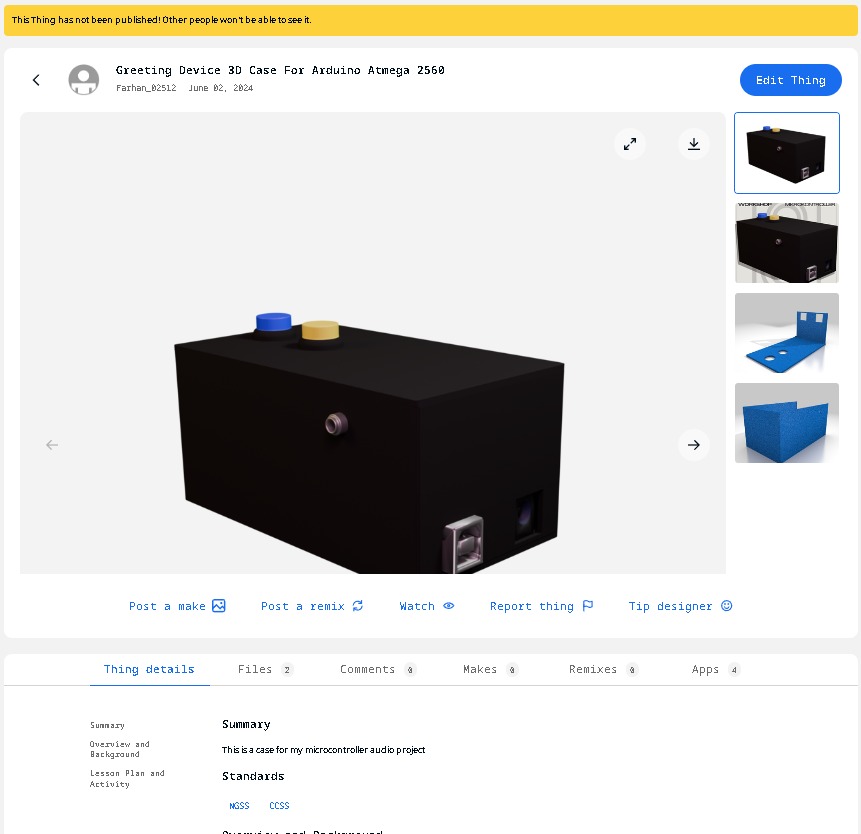 This Thing has not been published! Other people won't be able to see it.
Greeting Device 3D Case For Arduino Atmega 2560
Farhan_02512 June 02, 2024
Edit Thing
WORKSHOP MICROCONTROLLER
Post a make
Post a remix
Watch
Report thing
Tip designer
Thing details
Files 2
Comments 0
Makes 0
Remixes 0
Apps 4
Summary
Overview and
Background
Lesson Plan and
Activity
Summary
This is a case for my microcontroller audio project
Standards
NGSS CCSS
Overview and Background